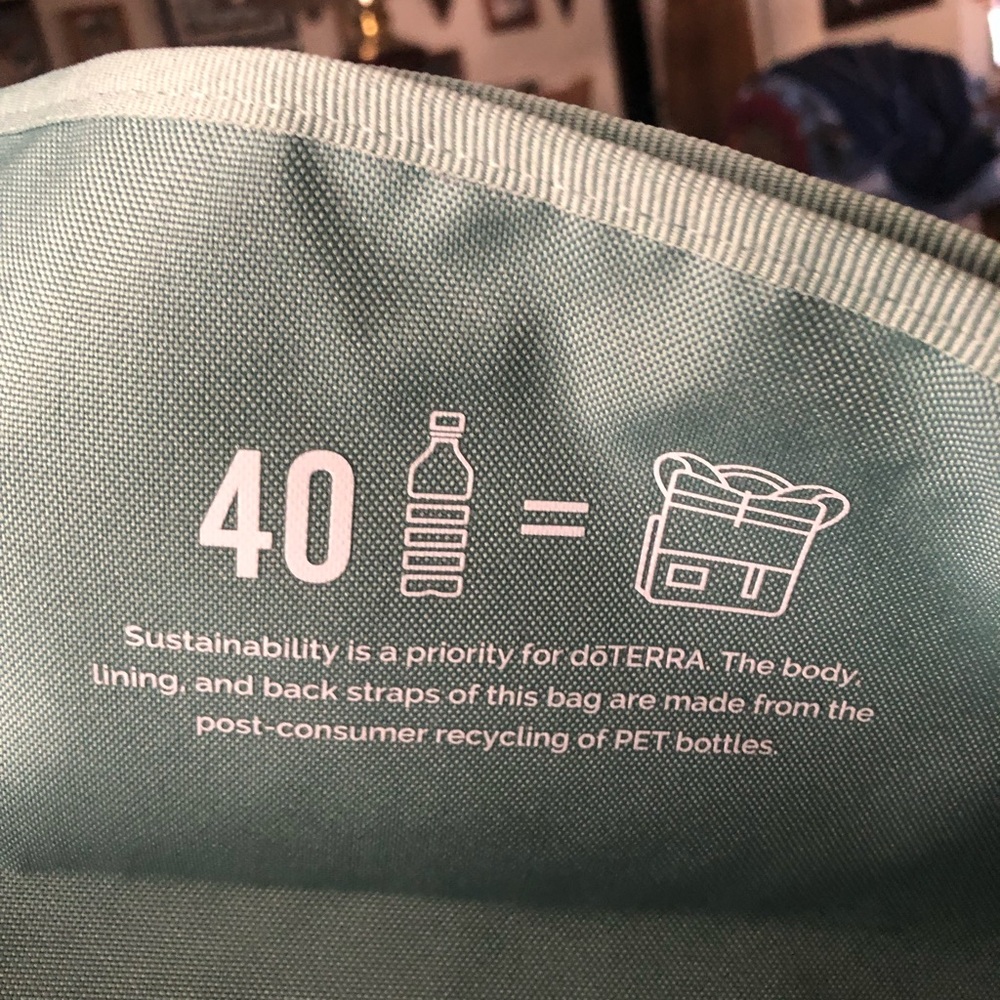 40 =
Sustainability is a priority for dōTERRA. The body,
lining, and back straps of this bag are made from the
post-consumer recycling of PET bottles.